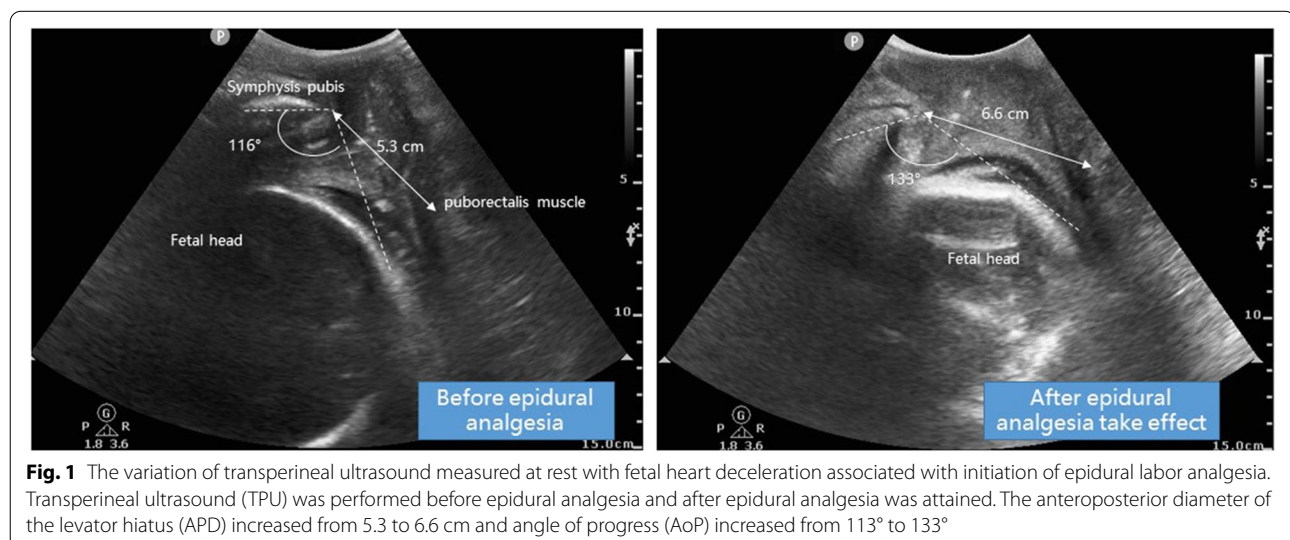 P
Symphysis pubis
116°
5.3 cm
5
puborectalis muscle
Fetal head
10
Before epidural
analgesia
G
P R
1.8 3.6
15.0cm
P
6.6 cm
133°
5
Fetal head
10
After epidural
analgesia take effect
G
P R
1.8 3.6
15.0cm
Fig. 1 The variation of transperineal ultrasound measured at rest with fetal heart deceleration associated with initiation of epidural labor analgesia.
Transperineal ultrasound (TPU) was performed before epidural analgesia and after epidural analgesia was attained. The anteroposterior diameter of
the levator hiatus (APD) increased from 5.3 to 6.6 cm and angle of progress (AoP) increased from 113° to 133°